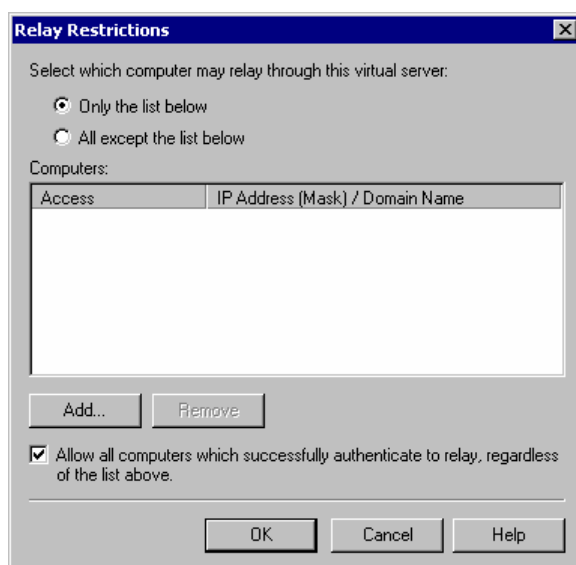 Relay Restrictions
Select which computer may relay through this virtual server:
Only the list below
All except the list below
Computers:
Access IP Address (Mask) / Domain Name
Add... Remove
Allow all computers which successfully authenticate to relay, regardless
of the list above.
OK Cancel Help